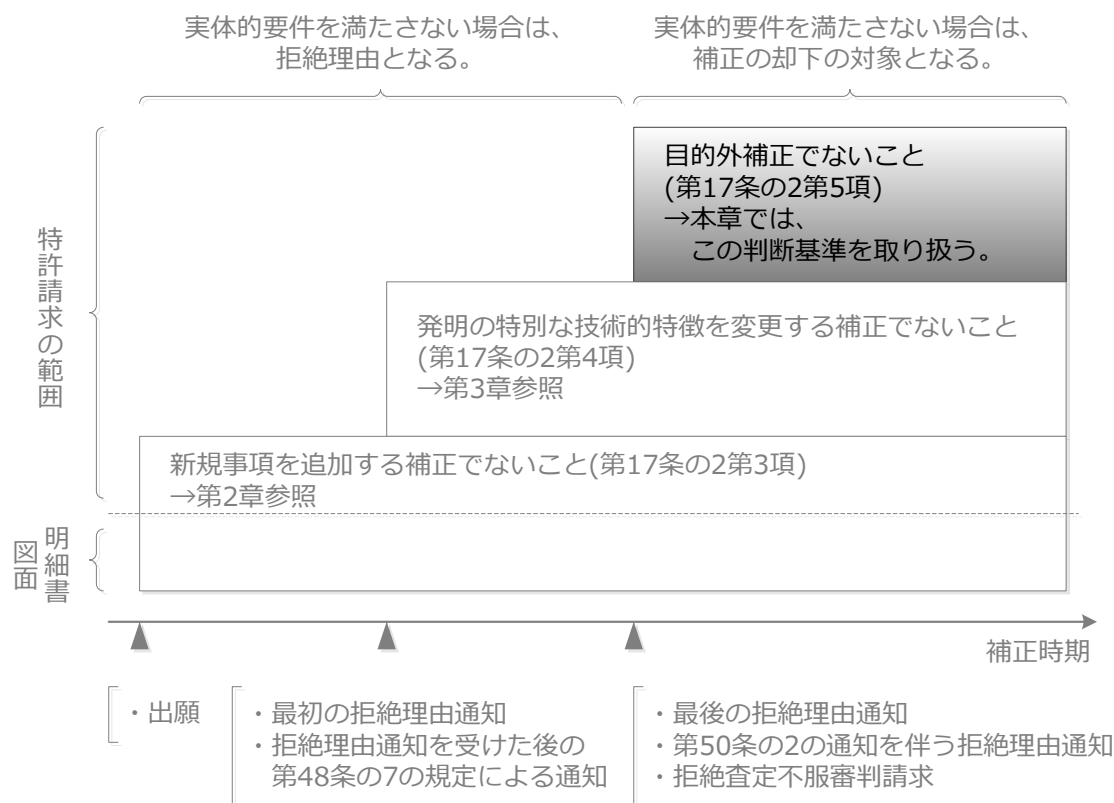 実体的要件を満たさない場合は、
拒絶理由となる。
実体的要件を満たさない場合は、
補正の却下の対象となる。
目的外補正でないこと
(第17条の2第5項)
→本章では、
この判断基準を取り扱う。
特許請求の範囲
発明の特別な技術的特徴を変更する補正でないこと
(第17条の2第4項)
→第3章参照
新規事項を追加する補正でないこと(第17条の2第3項)
→第2章参照
明細書
図面
補正時期
・出願
・最初の拒絶理由通知
・拒絶理由通知を受けた後の
第48条の7の規定による通知
・最後の拒絶理由通知
・第50条の2の通知を伴う拒絶理由通知
・拒絶査定不服審判請求